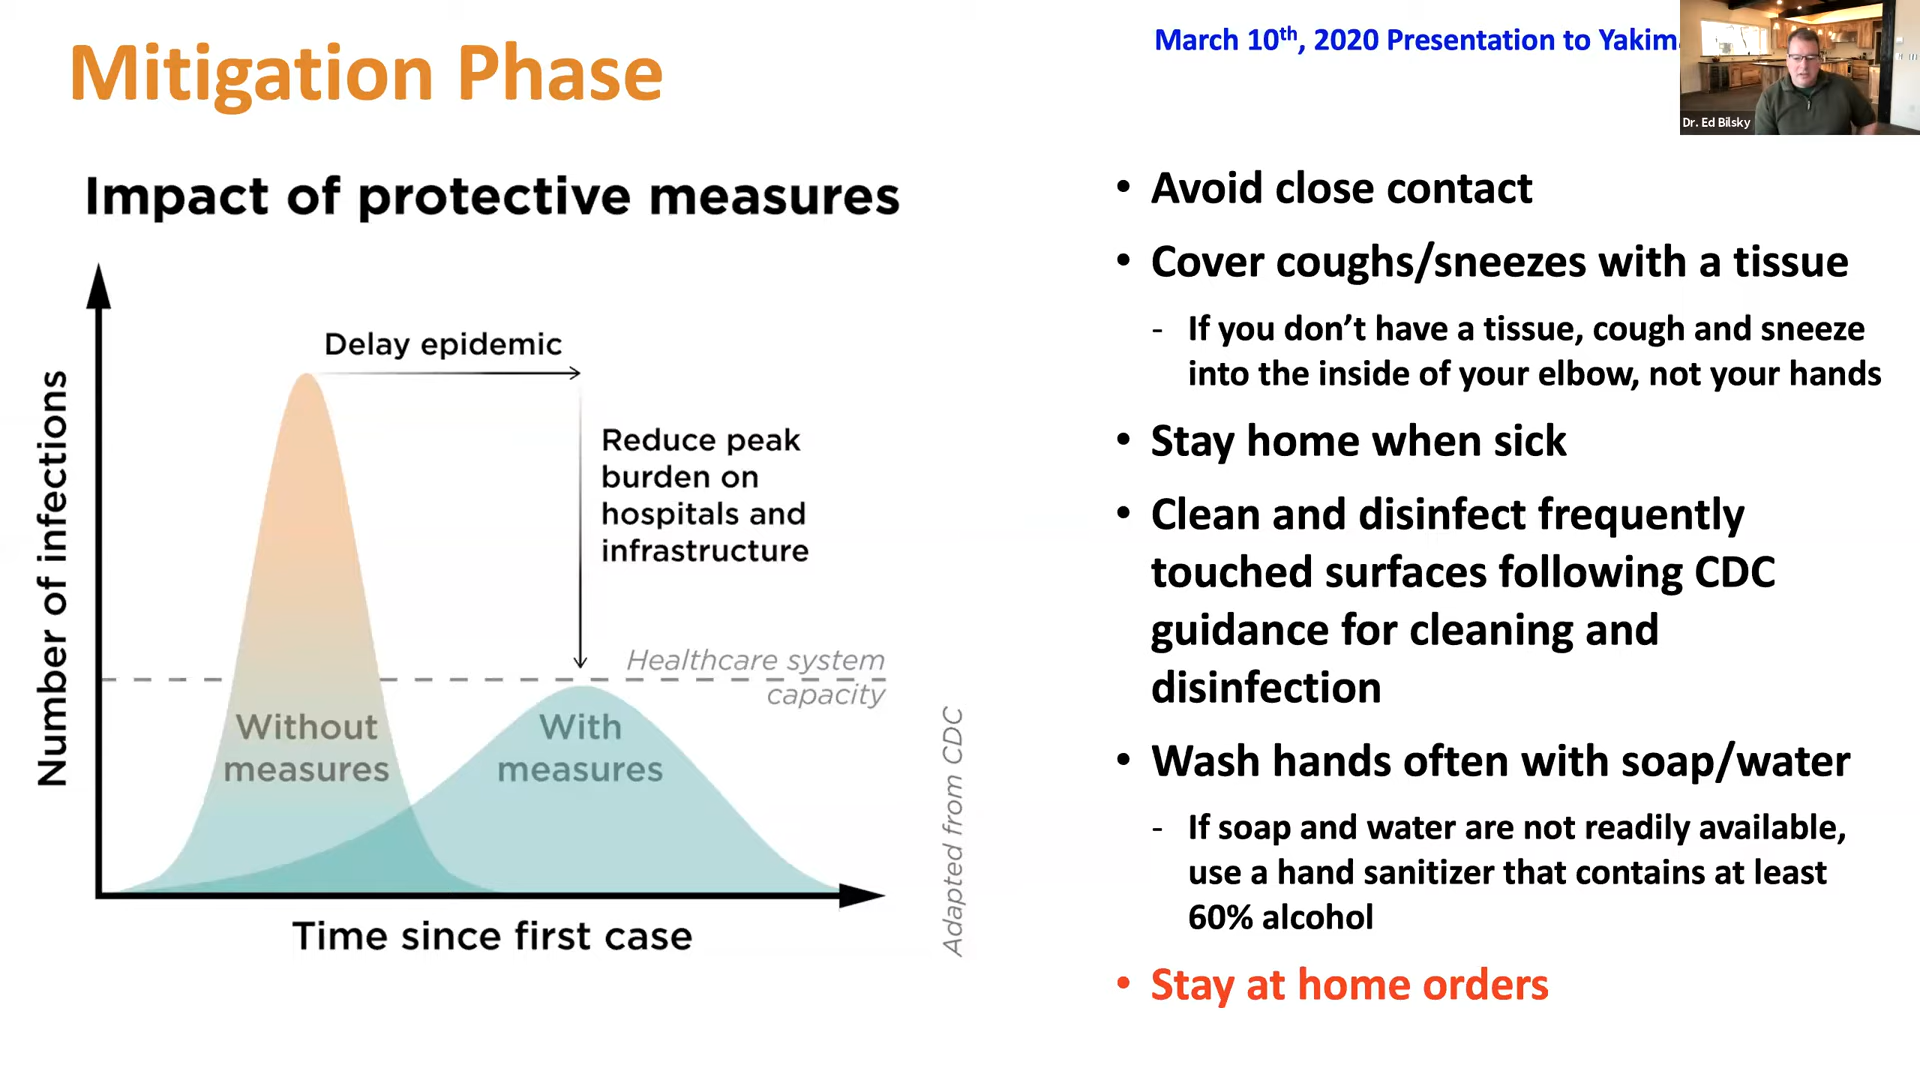 Mitigation Phase
March 10th, 2020 Presentation to
Dr. Ed Bilsky
Impact of protective measures
Number of infections
Delay epidemic
Reduce peak
burden on
hospitals and
infrastructure
Healthcare system
capacity
Without
measures
With
measures
Time since first case
Adapted from CDC
• Avoid close contact
• Cover coughs/sneezes with a tissue
- If you don’t have a tissue, cough and sneeze
into the inside of your elbow, not your hands
• Stay home when sick
• Clean and disinfect frequently
touched surfaces following CDC
guidance for cleaning and
disinfection
• Wash hands often with soap/water
- If soap and water are not readily available,
use a hand sanitizer that contains at least
60% alcohol
• Stay at home orders